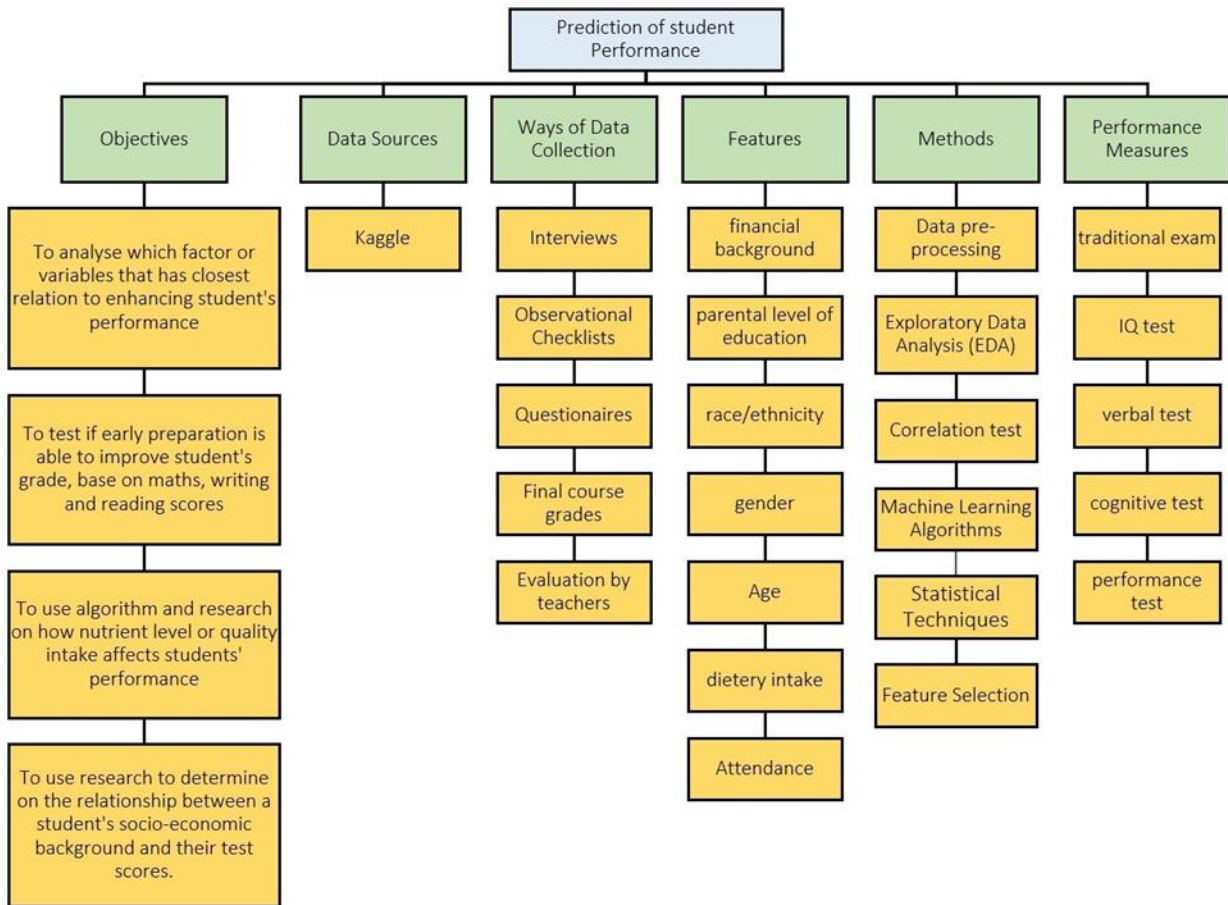 Prediction of student
Performance
Objectives
To analyse which factor or
variables that has closest
relation to enhancing student's
performance
To test if early preparation is
able to improve student's
grade, base on maths, writing
and reading scores
To use algorithm and research
on how nutrient level or quality
intake affects students'
performance
To use research to determine
on the relationship between a
student's socio-economic
background and their test
scores.
Data Sources
Kaggle
Ways of Data
Collection
Interviews
Observational
Checklists
Questionaires
Final course
grades
Evaluation by
teachers
Features
financial
background
parental level of
education
race/ethnicity
gender
Age
dietery intake
Attendance
Methods
Data pre-
processing
Exploratory Data
Analysis (EDA)
Correlation test
Machine Learning
Algorithms
Statistical
Techniques
Feature Selection
Performance
Measures
traditional exam
IQ test
verbal test
cognitive test
performance
test